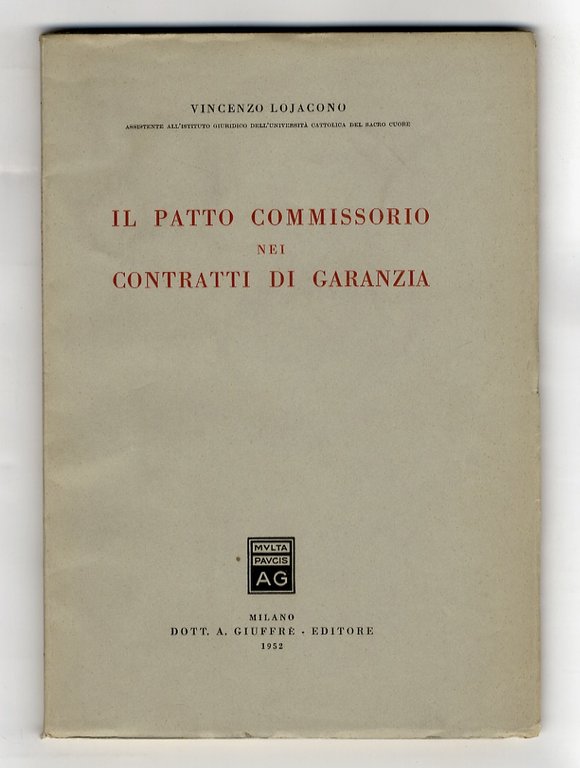 VINCENZO LOJACONO
ASSISTENTE ALL'ISTITUTO GIURIDICO DELL'UNIVERSITÀ CATTOLICA DEL SACRO CUORE
IL PATTO COMMISSORIO
NEI
CONTRATTI DI GARANZIA
MVLTA
PAVCIS
AG
MILANO
DOTT. A. GIUFFRÈ - EDITORE
1952